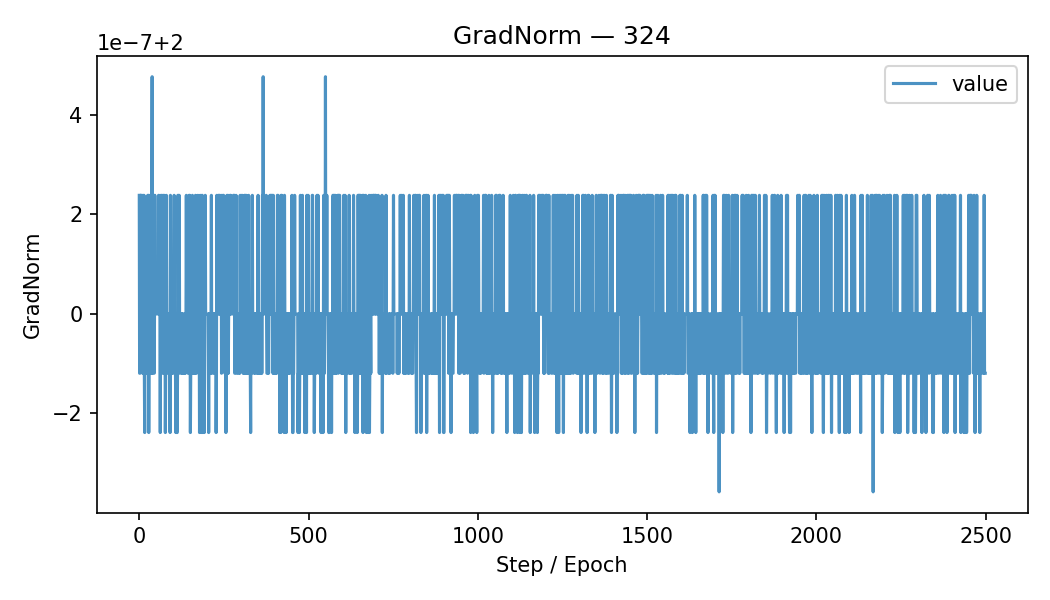 GradNorm — 324
1e−7+2
value
4
2
0
−2
GradNorm
0
500
1000
1500
2000
2500
Step / Epoch